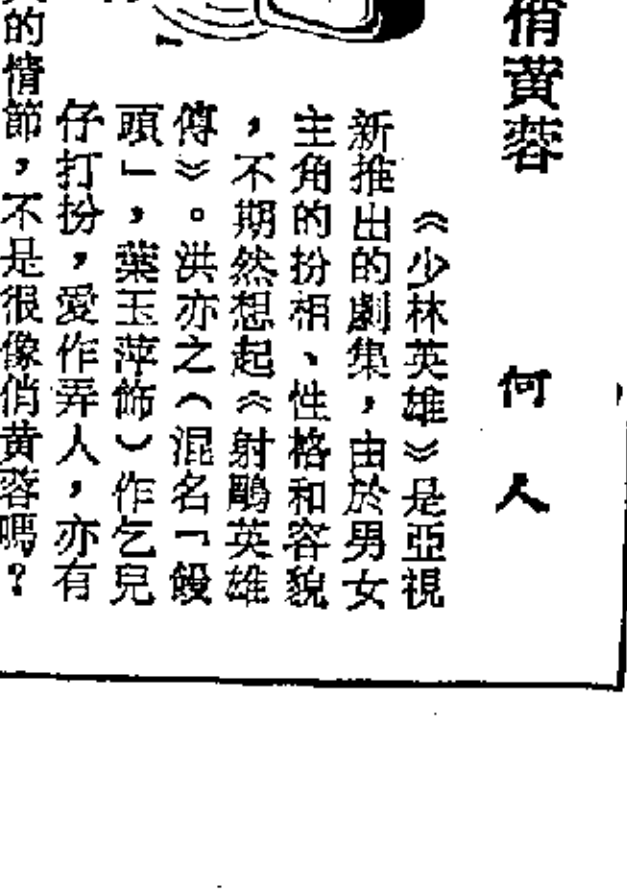 俏黃蓉
何人
《少林英雄》是亞視
新推出的劇集，由於男女
主角的扮相、性格和容貌
，不期然想起《射鵰英雄
傳》。洪亦之（混名「饅
頭」，葉玉萍飾）作乞兒
仔打扮，愛作弄人，亦有
的情節，不是很像俏黃蓉嗎？